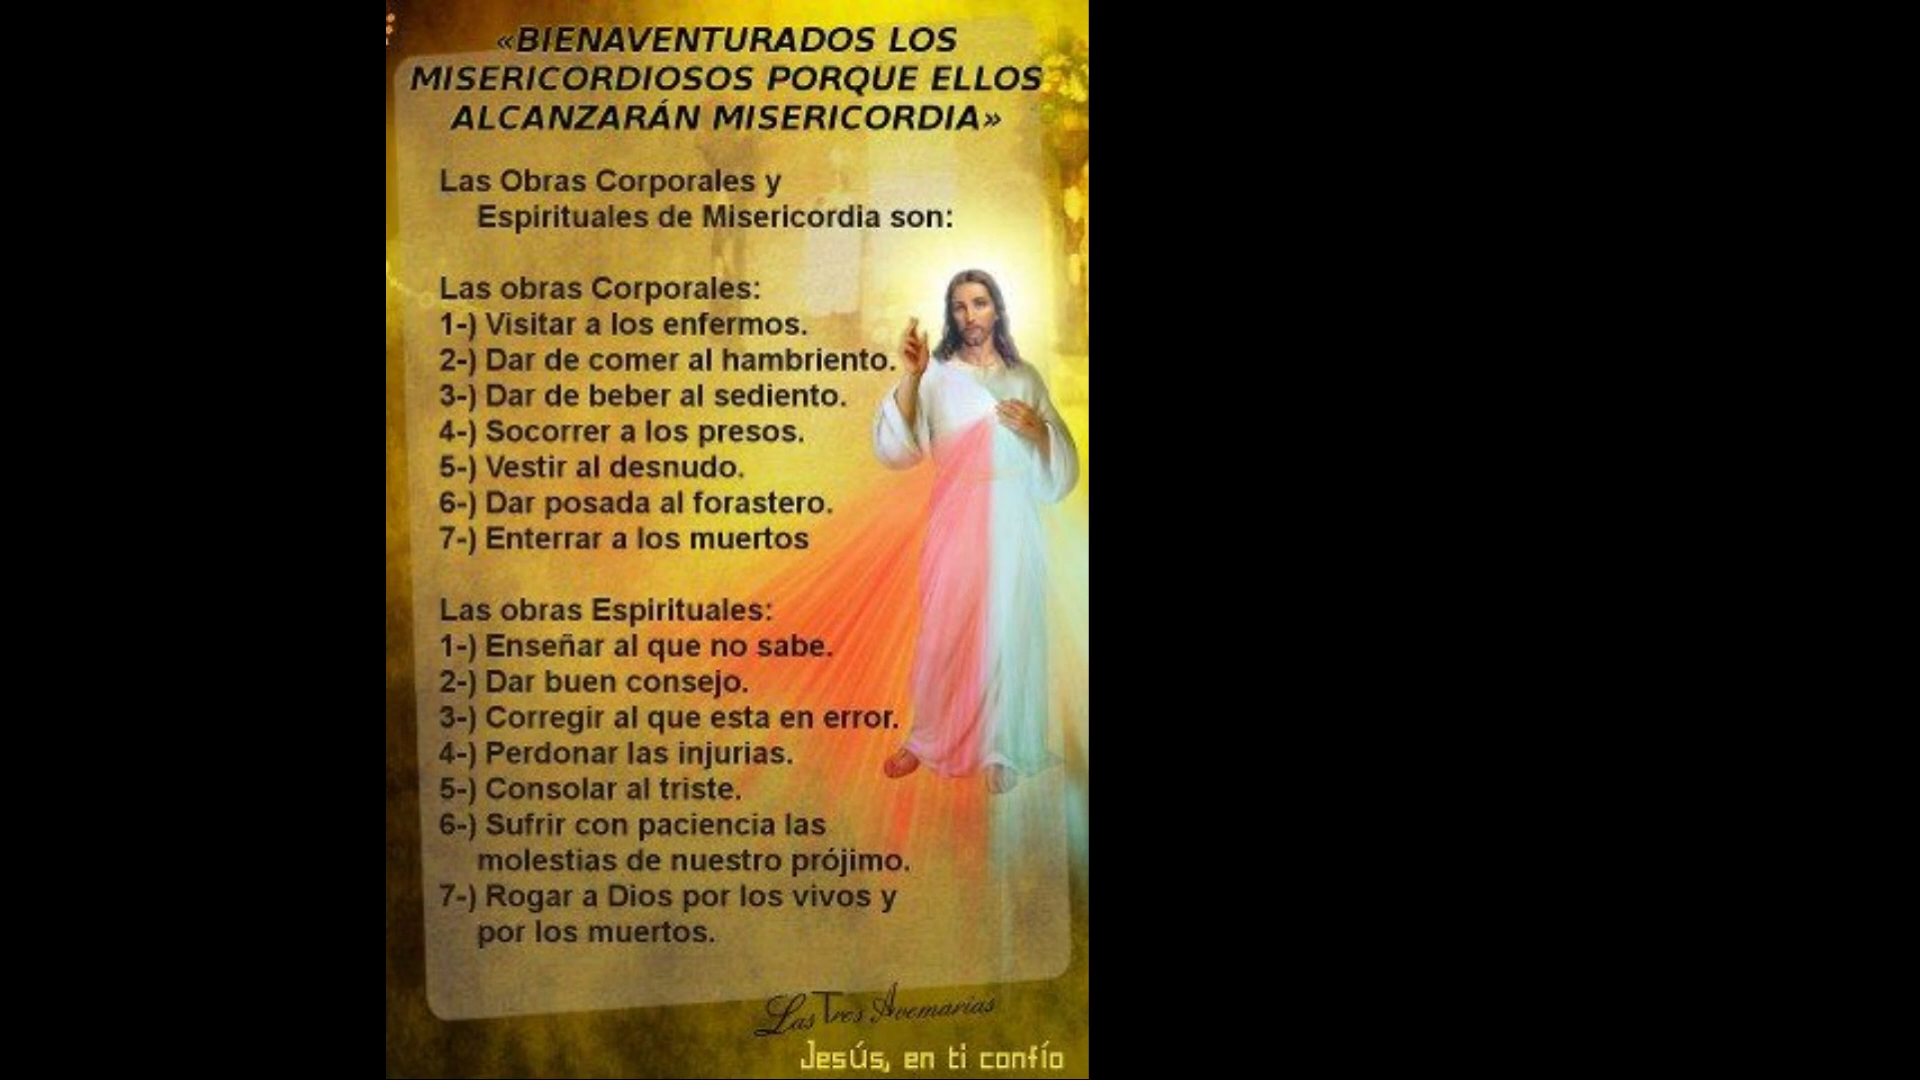 «BIENAVENTURADOS LOS
MISERICORDIOSOS PORQUE ELLOS
ALCANZARÁN MISERICORDIA»
Las Obras Corporales y
Espirituales de Misericordia son:
Las obras Corporales:
1-) Visitar a los enfermos.
2-) Dar de comer al hambriento.
3-) Dar de beber al sediento.
4-) Socorrer a los presos.
5-) Vestir al desnudo.
6-) Dar posada al forastero.
7-) Enterrar a los muertos
Las obras Espirituales:
1-) Enseñar al que no sabe.
2-) Dar buen consejo.
3-) Corregir al que esta en error.
4-) Perdonar las injurias.
5-) Consolar al triste.
6-) Sufrir con paciencia las
molestias de nuestro prójimo.
7-) Rogar a Dios por los vivos y
por los muertos.
Las Tres Avemarias
Jesús, en ti confío